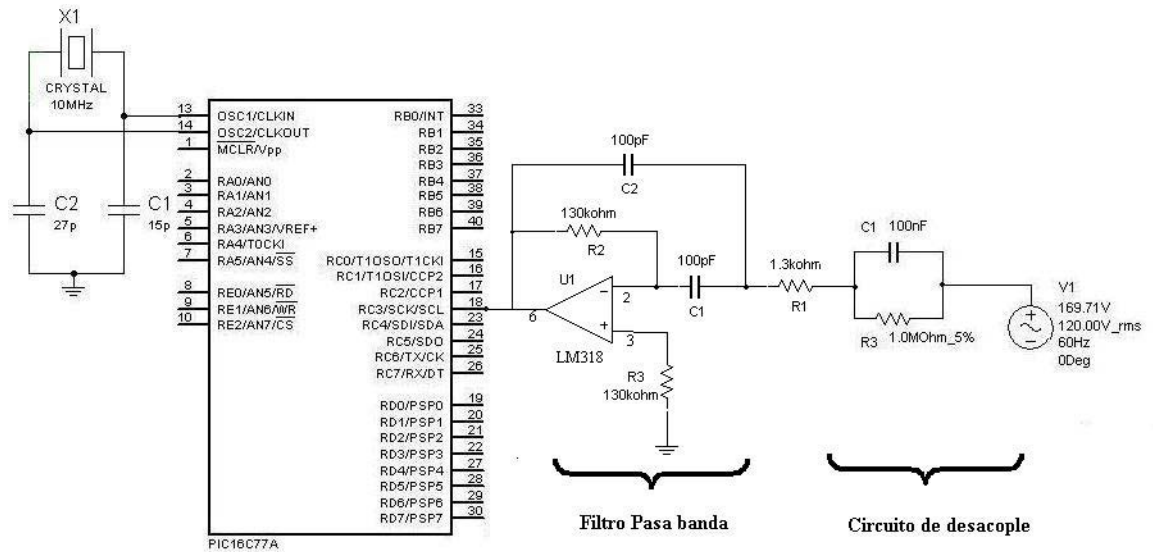 X1
CRYSTAL
10MHz
C2
27p
C1
15p
13 OSC1/CLKIN
14 OSC2/CLKOUT
1 MCLR/Vpp
2 RA0/AN0
3 RA1/AN1
4 RA2/AN2
5 RA3/AN3/VREF+
6 RA4/T0CKI
7 RA5/AN4/SS
8 RE0/AN5/RD
9 RE1/AN6/WR
10 RE2/AN7/CS
RB0/INT 33
RB1 34
RB2 35
RB3 36
RB4 37
RB5 38
RB6 39
RB7 40
RC0/T1OSO/T1CKI 15
RC1/T1OSI/CCP2 16
RC2/CCP1 17
RC3/SCK/SCL 18
RC4/SDI/SDA 23
RC5/SDO 24
RC6/TX/CK 25
RC7/RX/DT 26
RD0/PSP0 19
RD1/PSP1 20
RD2/PSP2 21
RD3/PSP3 22
RD4/PSP4 27
RD5/PSP5 28
RD6/PSP6 29
RD7/PSP7 30
PIC16C77A
100pF
C2
130kohm
R2
U1
6
2
3
LM318
100pF
C1
R3
130kohm
1.3kohm
R1
C1 100nF
R3 1.0MOhm_5%
V1
169.71V
120.00V_rms
60Hz
0Deg
Filtro Pasa banda
Circuito de desacople